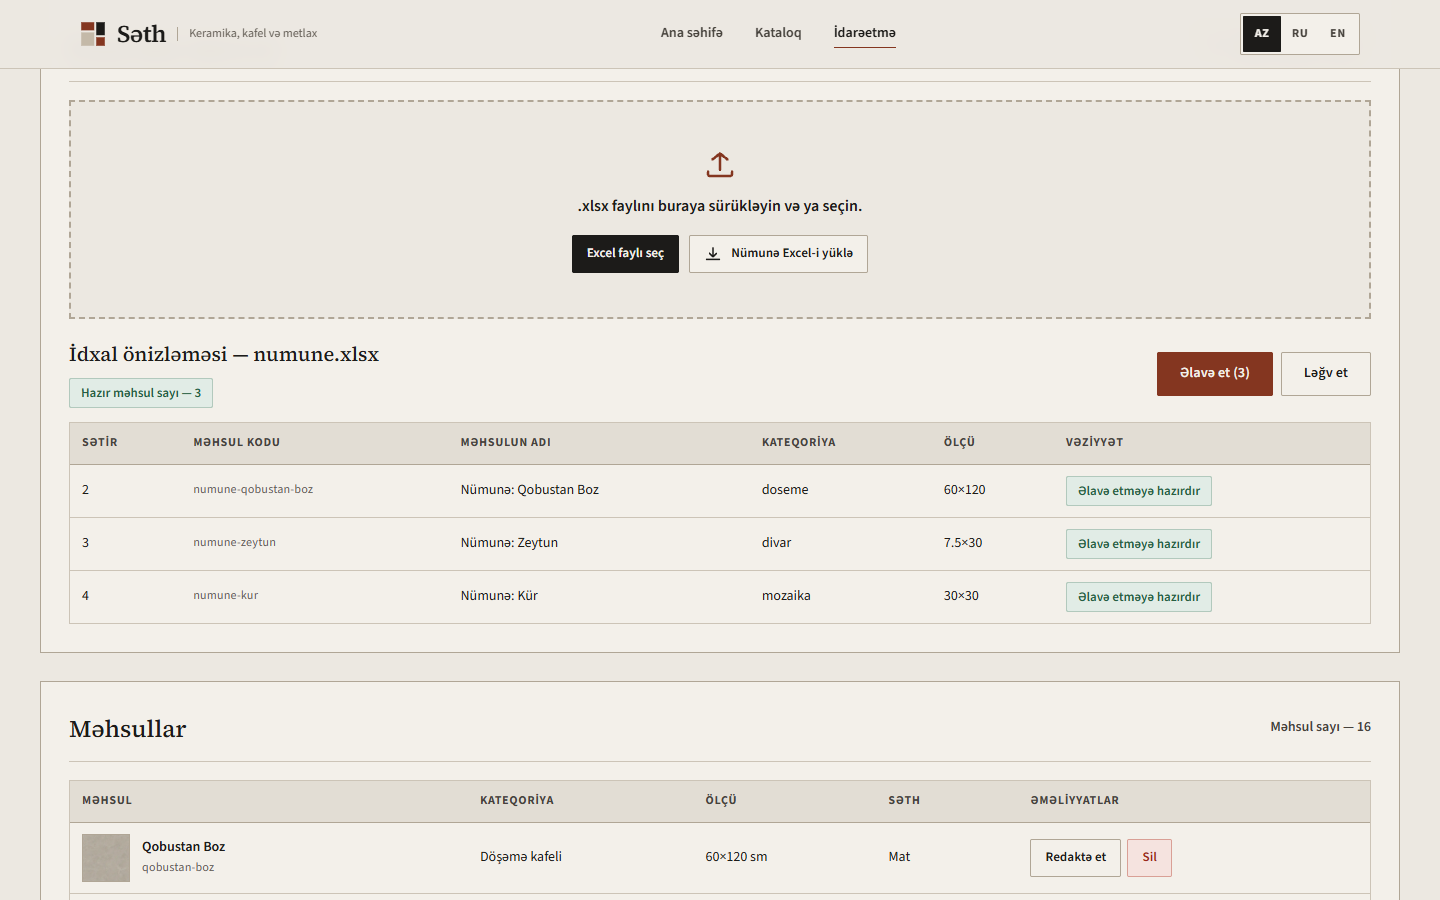 Səth
Keramika, kafel və metlax
Ana səhifə
Kataloq
İdarəetmə
AZ
RU
EN
.xlsx faylını buraya sürükləyin və ya seçin.
Excel faylı seç
Nümunə Excel-i yüklə
İdxal önizləməsi — numune.xlsx
Hazır məhsul sayı — 3
Əlavə et (3)
Ləğv et
SƏTİR MƏHSUL KODU MƏHSULUN ADI KATEQORİYA ÖLÇÜ VƏZİYYƏT
2 numune-qobustan-boz Nümunə: Qobustan Boz doseme 60×120 Əlavə etməyə hazırdır
3 numune-zeytun Nümunə: Zeytun divar 7.5×30 Əlavə etməyə hazırdır
4 numune-kur Nümunə: Kür mozaika 30×30 Əlavə etməyə hazırdır
Məhsullar
Məhsul sayı — 16
MƏHSUL KATEQORİYA ÖLÇÜ SƏTH ƏMƏLİYYATLAR
Qobustan Boz
qobustan-boz
Döşəmə kafeli
60×120 sm
Mat
Redaktə et
Sil